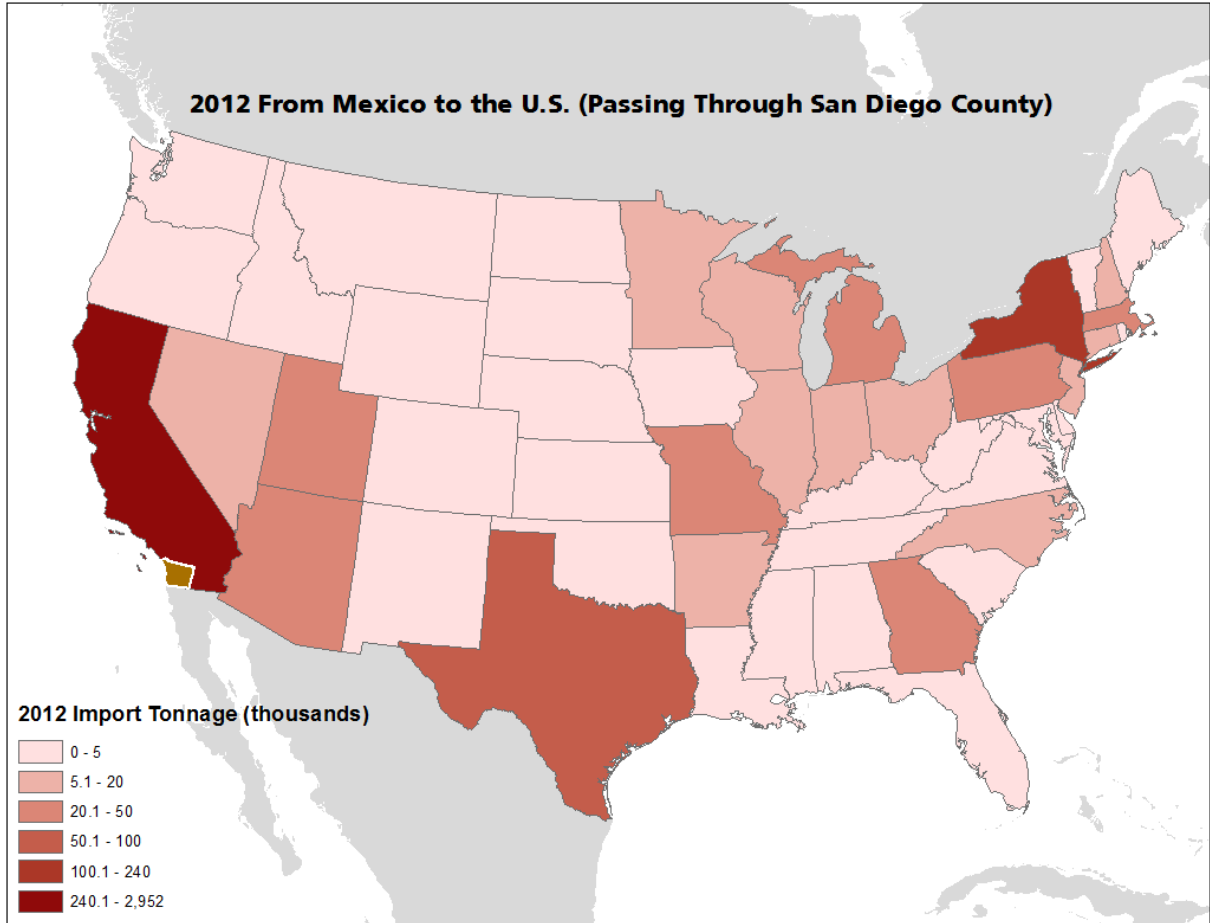 2012 From Mexico to the U.S. (Passing Through San Diego County)
2012 Import Tonnage (thousands)
0 - 5
5.1 - 20
20.1 - 50
50.1 - 100
100.1 - 240
240.1 - 2,952